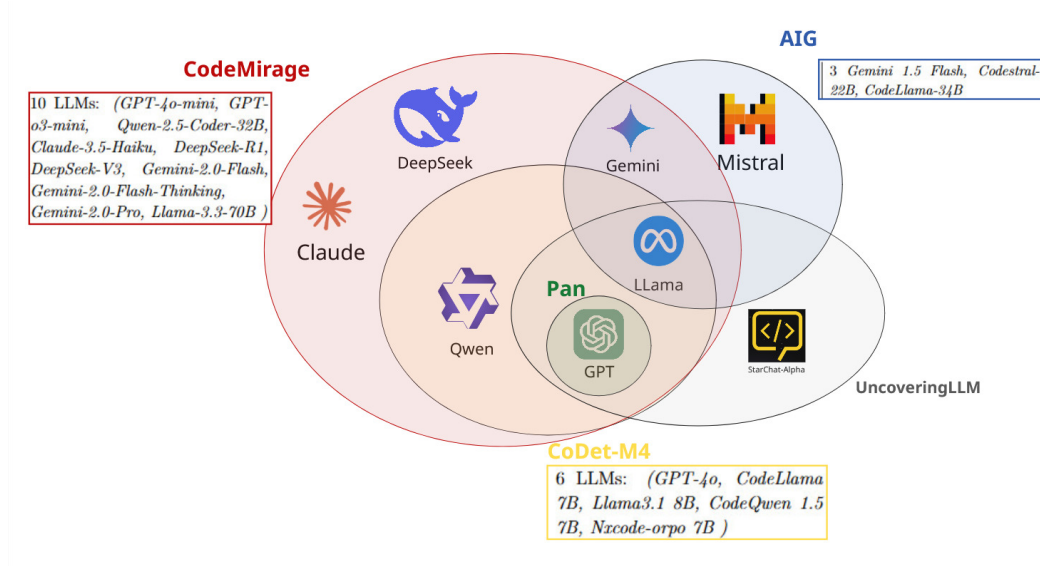 AIG
CodeMirage
3 Gemini 1.5 Flash, Codestral-
22B, CodeLlama-34B
10 LLMs: (GPT-4o-mini, GPT-
o3-mini, Qwen-2.5-Coder-32B,
Claude-3.5-Haiku, DeepSeek-R1,
DeepSeek-V3, Gemini-2.0-Flash,
Gemini-2.0-Flash-Thinking,
Gemini-2.0-Pro, Llama-3.3-70B )
DeepSeek
Gemini
Mistral
Claude
LLama
Pan
Qwen
GPT
StarChat-Alpha
UncoveringLLM
CoDet-M4
6 LLMs: (GPT-4o, CodeLlama
7B, Llama3.1 8B, CodeQwen 1.5
7B, Nxcode-orpo 7B )